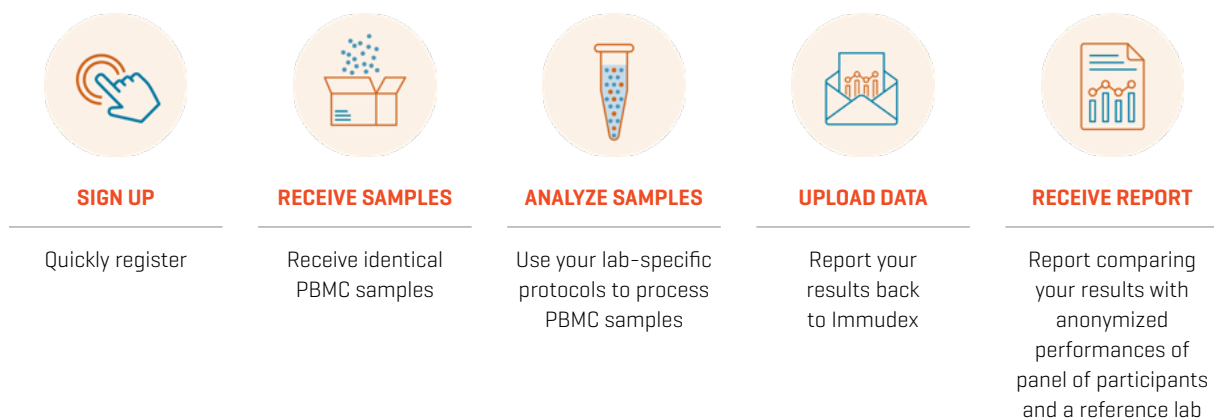 SIGN UP
Quickly register
RECEIVE SAMPLES
Receive identical
PBMC samples
ANALYZE SAMPLES
Use your lab-specific
protocols to process
PBMC samples
UPLOAD DATA
Report your
results back
to Immudex
RECEIVE REPORT
Report comparing
your results with
anonymized
performances of
panel of participants
and a reference lab